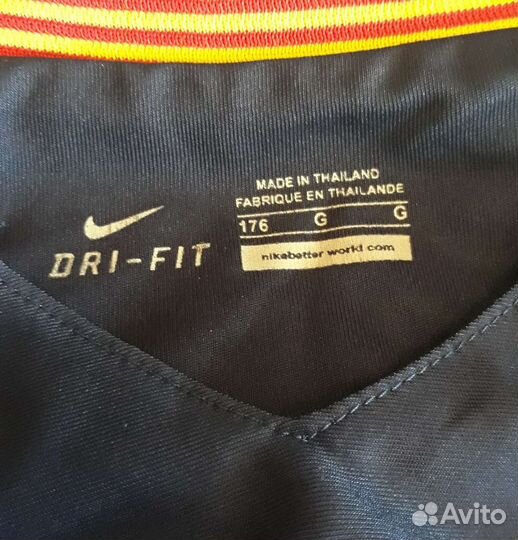 MADE IN THAILAND
FABRIQUE EN THAILANDE
176 G G
nikebetter world.com
DRI-FIT
Avito